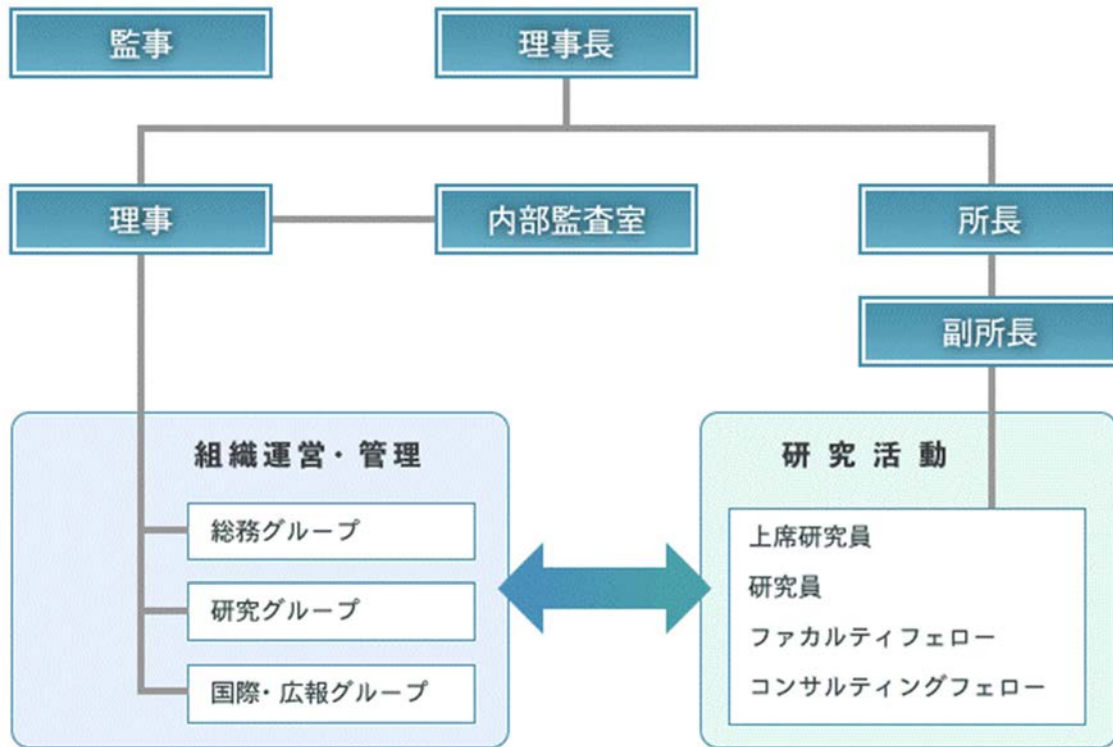 監事
理事長
理事
内部監査室
所長
副所長
組織運営・管理
総務グループ
研究グループ
国際・広報グループ
研究活動
上席研究員
研究員
ファカルティフェロー
コンサルティングフェロー